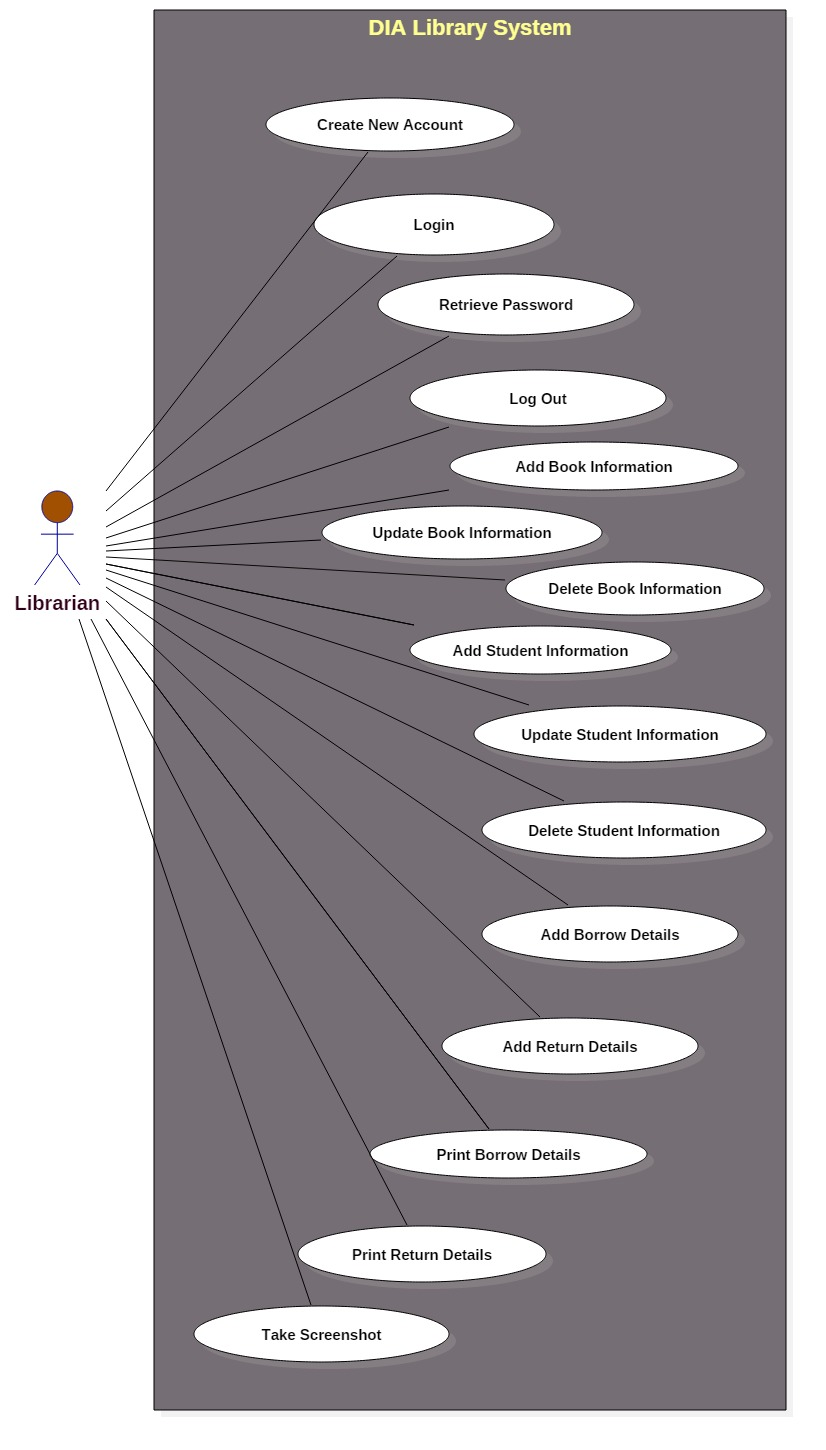 DIA Library System
Create New Account
Login
Retrieve Password
Log Out
Add Book Information
Update Book Information
Delete Book Information
Librarian
Add Student Information
Update Student Information
Delete Student Information
Add Borrow Details
Add Return Details
Print Borrow Details
Print Return Details
Take Screenshot